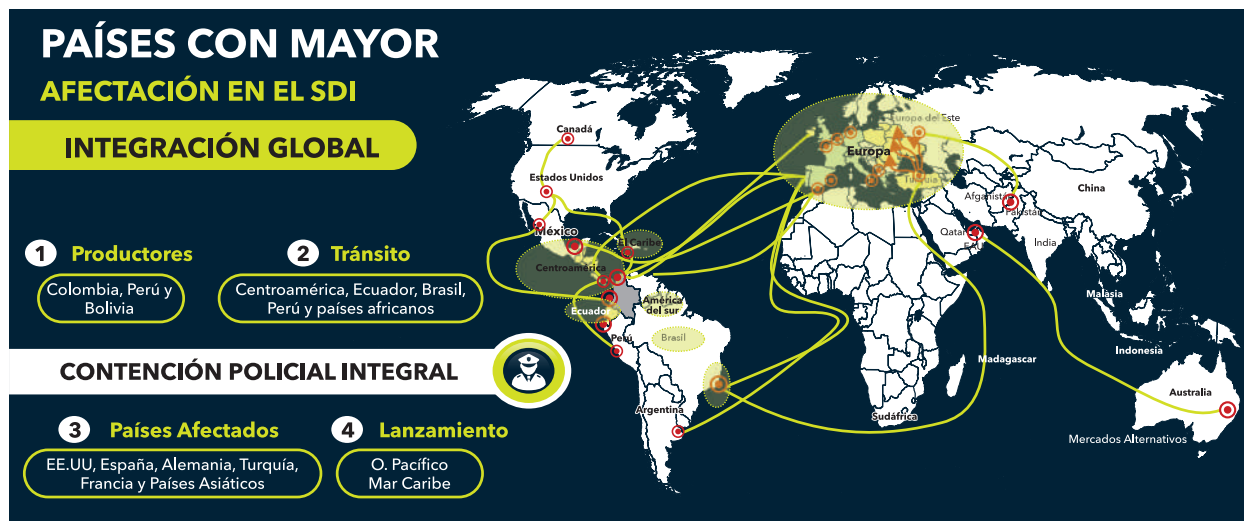 PAÍSES CON MAYOR
AFECTACIÓN EN EL SDI
INTEGRACIÓN GLOBAL
1 Productores
Colombia, Perú y
Bolivia
2 Tránsito
Centroamérica, Ecuador, Brasil,
Perú y países africanos
CONTENCIÓN POLICIAL INTEGRAL
3 Países Afectados
EE.UU, España, Alemania, Turquía,
Francia y Países Asiáticos
4 Lanzamiento
O. Pacífico
Mar Caribe
Canadá
Estados Unidos
México
El Caribe
Centroamérica
Ecuador
América
del sur
Perú
Brasil
Argentina
Europa del Este
Europa
Turquía
Afganistán
Pakistán
China
Qatar
EAU
India
Malasia
Indonesia
Madagascar
Sudáfrica
Australia
Mercados Alternativos